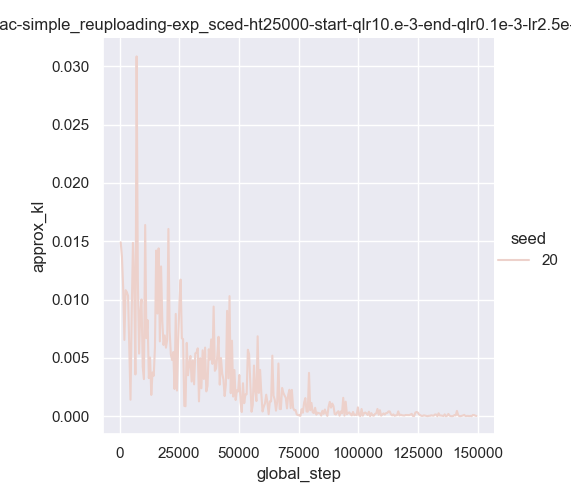 ac-simple_reuploading-exp_sced-ht25000-start-qlr10.e-3-end-qlr0.1e-3-lr2.5e-
0.030
0.025
0.020
0.015
0.010
0.005
0.000
approx_kl
0 25000 50000 75000 100000 125000 150000
global_step
seed
20